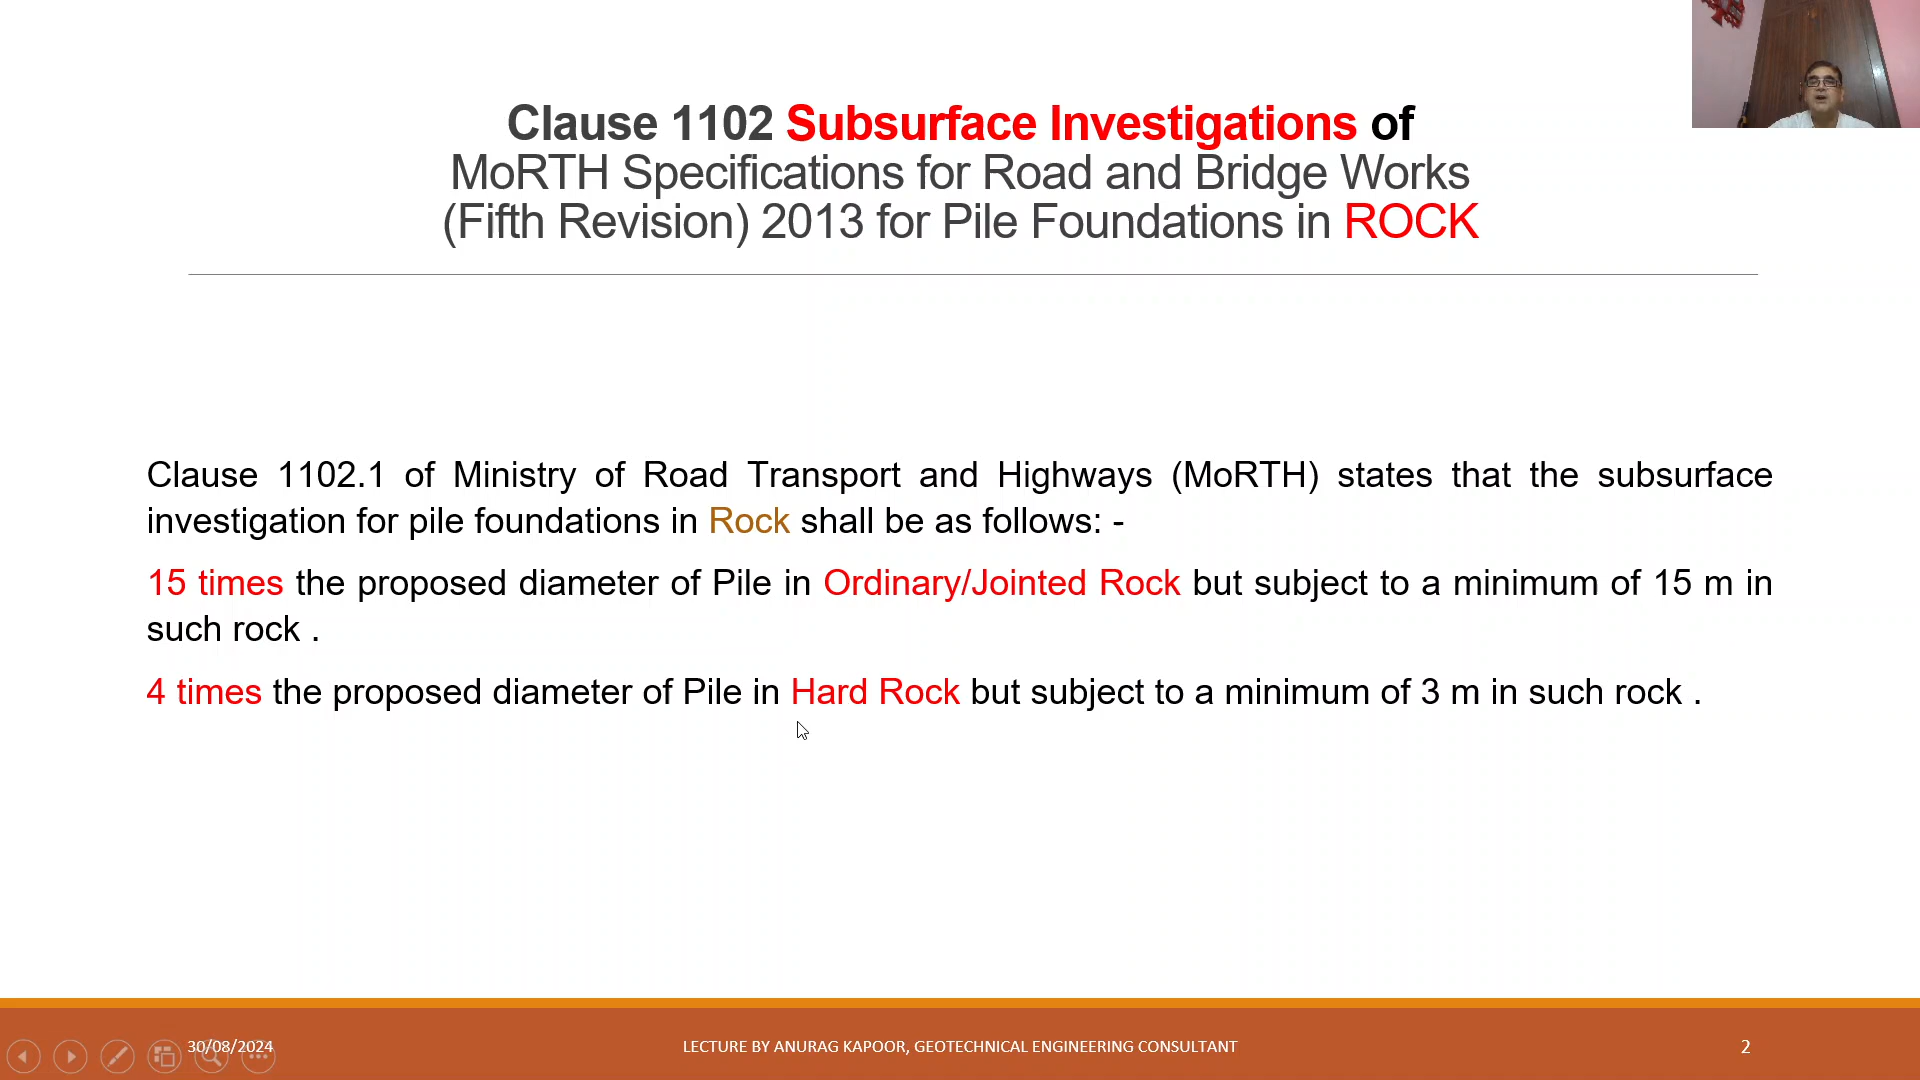 Clause 1102 Subsurface Investigations of
MoRTH Specifications for Road and Bridge Works
(Fifth Revision) 2013 for Pile Foundations in ROCK
Clause 1102.1 of Ministry of Road Transport and Highways (MoRTH) states that the subsurface
investigation for pile foundations in Rock shall be as follows: -
15 times the proposed diameter of Pile in Ordinary/Jointed Rock but subject to a minimum of 15 m in
such rock .
4 times the proposed diameter of Pile in Hard Rock but subject to a minimum of 3 m in such rock .
30/08/2024
LECTURE BY ANURAG KAPOOR, GEOTECHNICAL ENGINEERING CONSULTANT
2